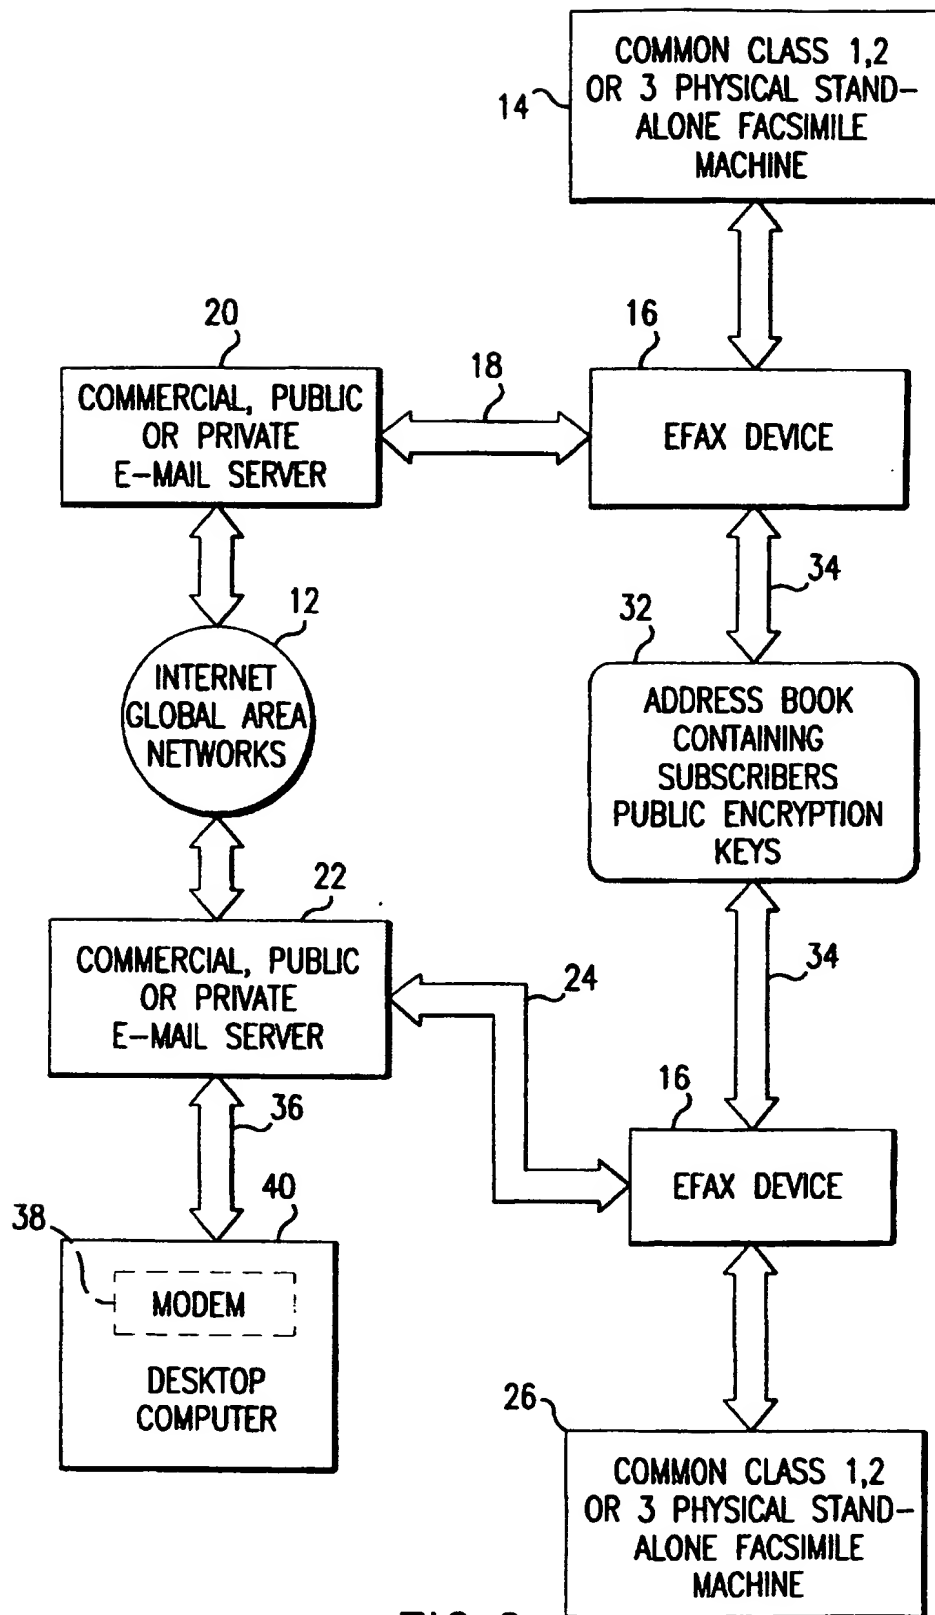 COMMON CLASS 1,2
OR 3 PHYSICAL STAND-
ALONE FACSIMILE
MACHINE
14
20
16
18
COMMERCIAL, PUBLIC
OR PRIVATE
E-MAIL SERVER
EFAX DEVICE
34
32
12
INTERNET
GLOBAL AREA
NETWORKS
ADDRESS BOOK
CONTAINING
SUBSCRIBERS
PUBLIC ENCRYPTION
KEYS
22
COMMERCIAL, PUBLIC
OR PRIVATE
E-MAIL SERVER
24
34
16
36
EFAX DEVICE
40
38
MODEM
DESKTOP
COMPUTER
26
COMMON CLASS 1,2
OR 3 PHYSICAL STAND-
ALONE FACSIMILE
MACHINE